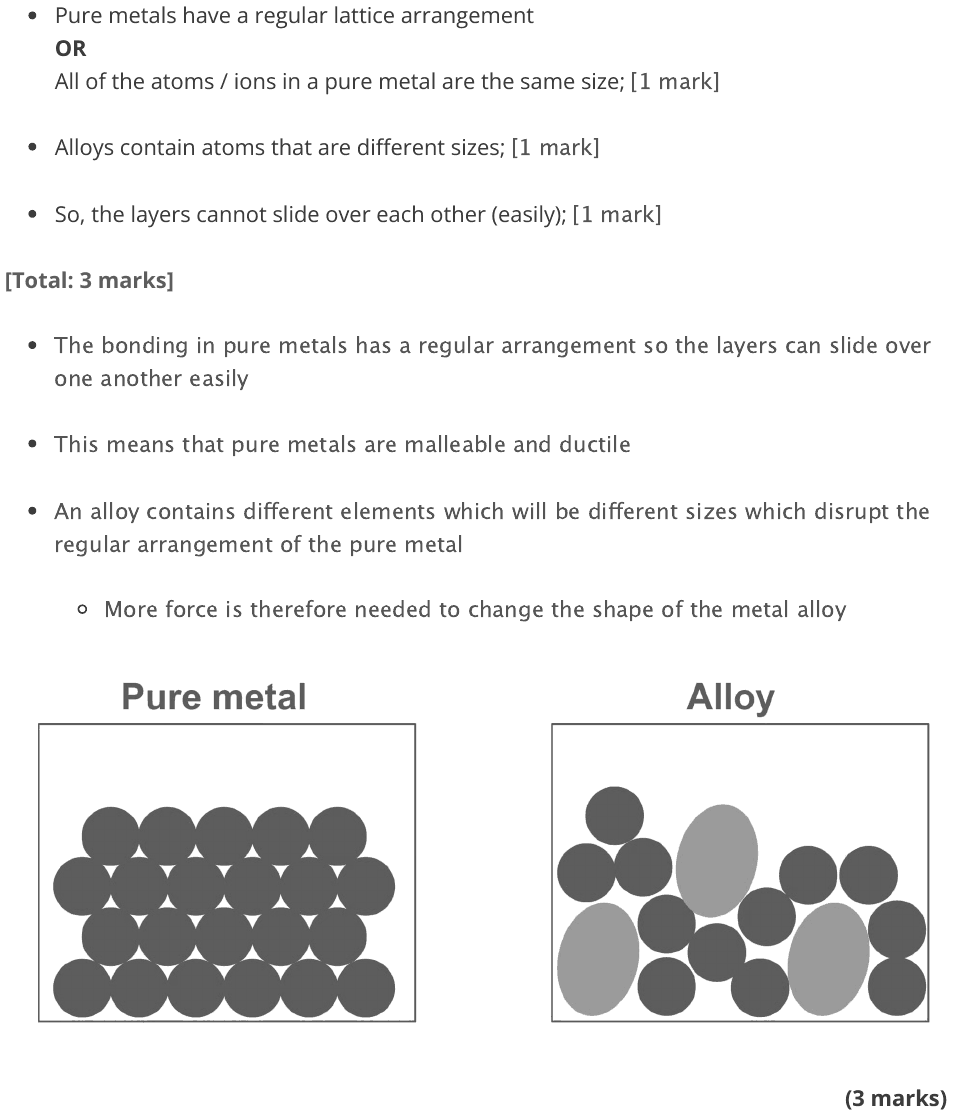 • Pure metals have a regular lattice arrangement
OR
All of the atoms / ions in a pure metal are the same size; [1 mark]
• Alloys contain atoms that are different sizes; [1 mark]
• So, the layers cannot slide over each other (easily); [1 mark]
[Total: 3 marks]
• The bonding in pure metals has a regular arrangement so the layers can slide over
one another easily
• This means that pure metals are malleable and ductile
• An alloy contains different elements which will be different sizes which disrupt the
regular arrangement of the pure metal
◦ More force is therefore needed to change the shape of the metal alloy
Pure metal
Alloy
(3 marks)